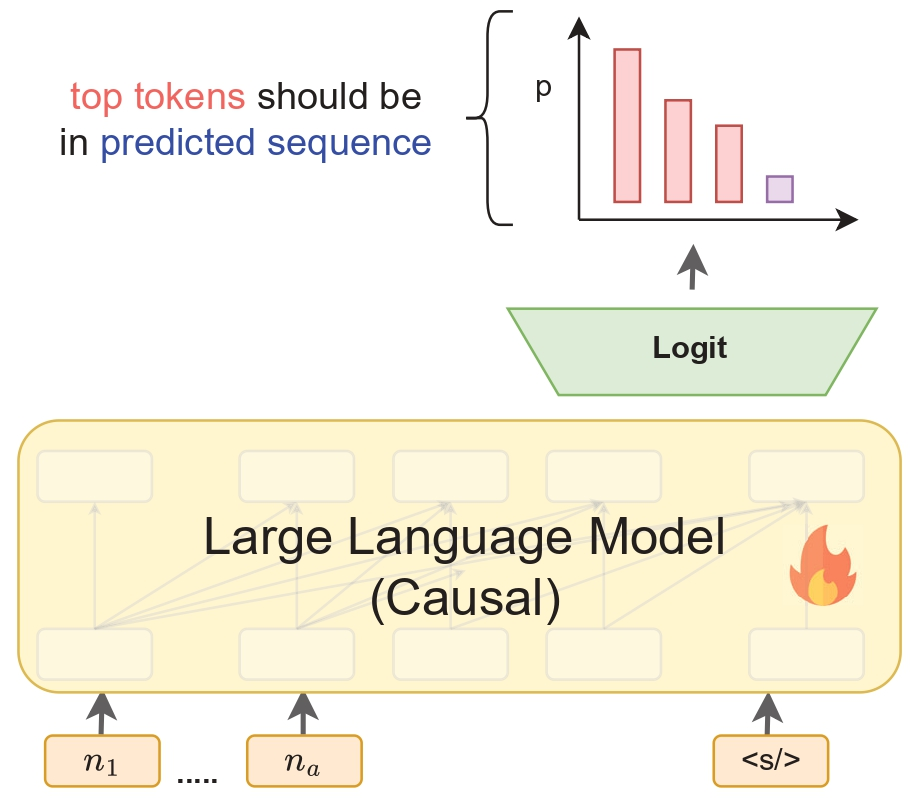 top tokens should be
in predicted sequence
p
Logit
Large Language Model
(Causal)
n1
.....
na
<s/>